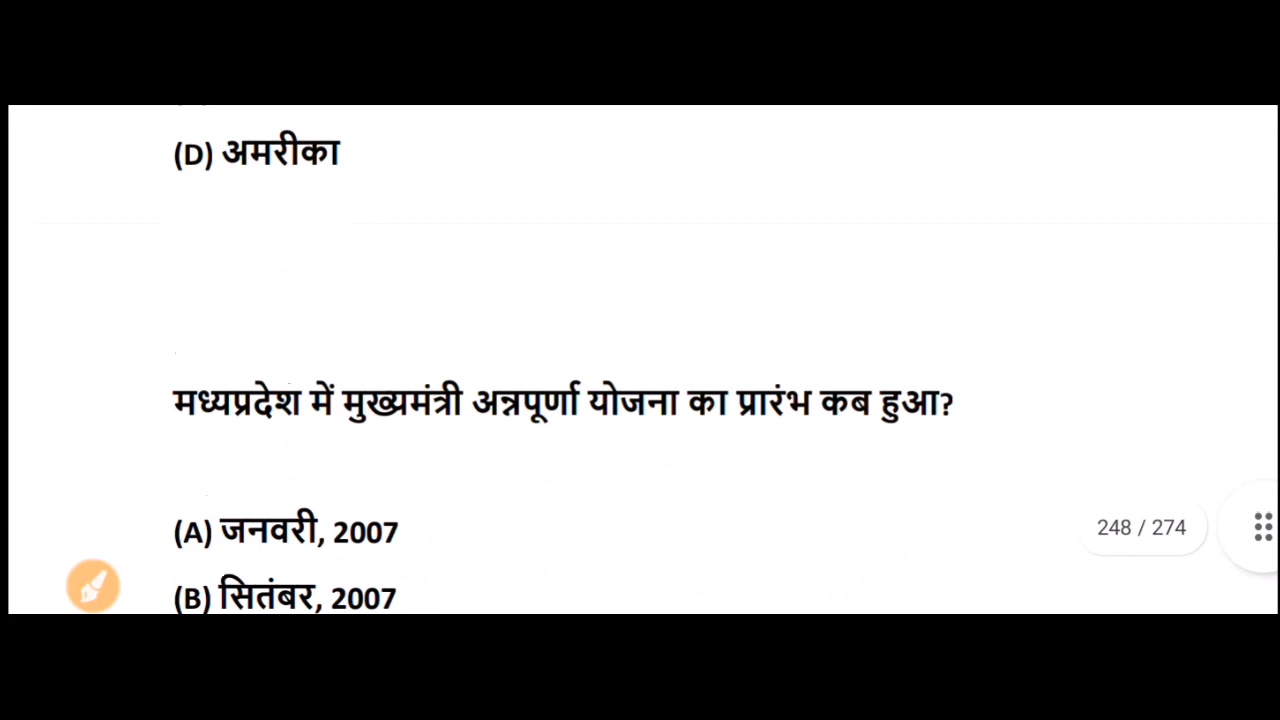 (D) अमरीका
मध्यप्रदेश में मुख्यमंत्री अन्नपूर्णा योजना का प्रारंभ कब हुआ?
(A) जनवरी, 2007
248 / 274
(B) सितंबर, 2007